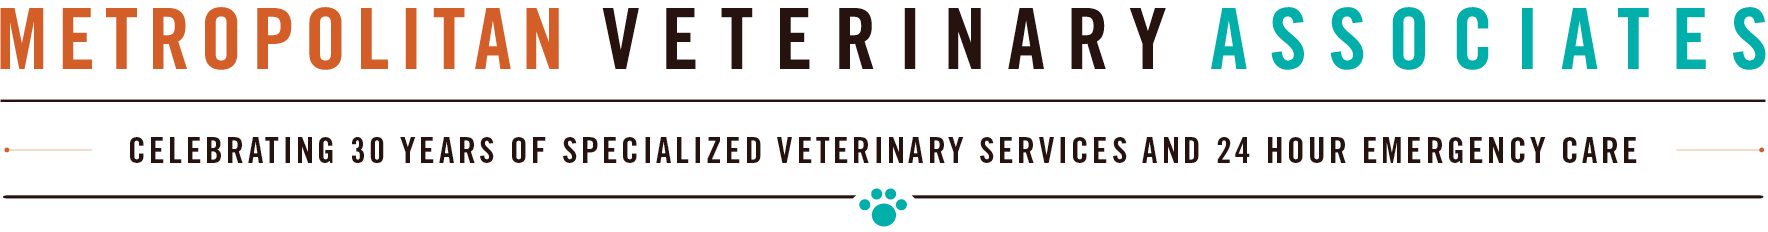 METROPOLITAN VETERINARY ASSOCIATES
CELEBRATING 30 YEARS OF SPECIALIZED VETERINARY SERVICES AND 24 HOUR EMERGENCY CARE